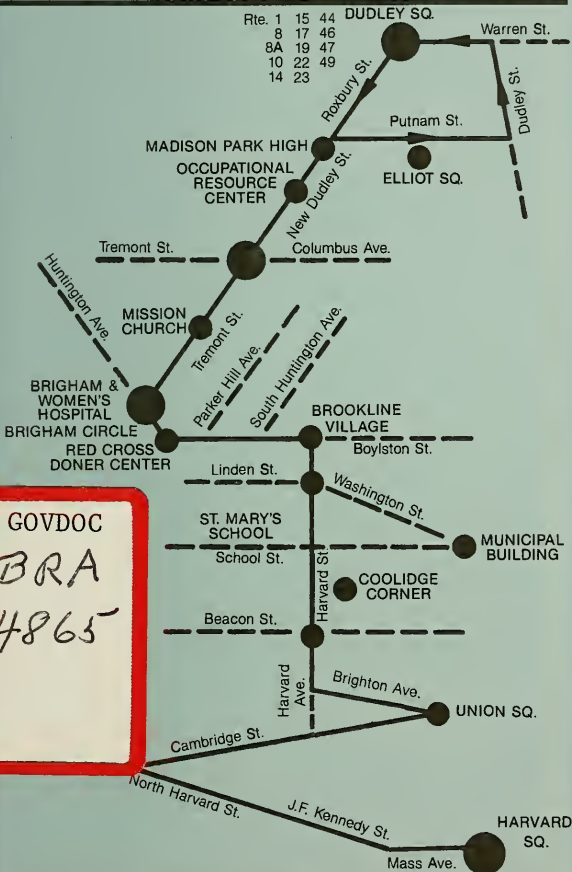 DUDLEY SQ.
Rte. 1 15 44
8 17 46
8A 19 47
10 22 49
14 23
Warren St.
Roxbury St.
Dudley St.
Putnam St.
MADISON PARK HIGH
ELLIOT SQ.
OCCUPATIONAL
RESOURCE
CENTER
New Dudley St.
Tremont St.
Columbus Ave.
Huntington Ave.
MISSION
CHURCH
Tremont St.
Parker Hill Ave.
South Huntington Ave.
BRIGHAM &
WOMEN'S
HOSPITAL
BRIGHAM CIRCLE
RED CROSS
DONER CENTER
BROOKLINE
VILLAGE
Boylston St.
Linden St.
Washington St.
GOVDOC
BRA
4865
ST. MARY'S
SCHOOL
School St.
MUNICIPAL
BUILDING
Harvard St.
COOLIDGE
CORNER
Beacon St.
Harvard
Ave.
Brighton Ave.
UNION SQ.
Cambridge St.
North Harvard St.
J.F. Kennedy St.
HARVARD
SQ.
Mass Ave.